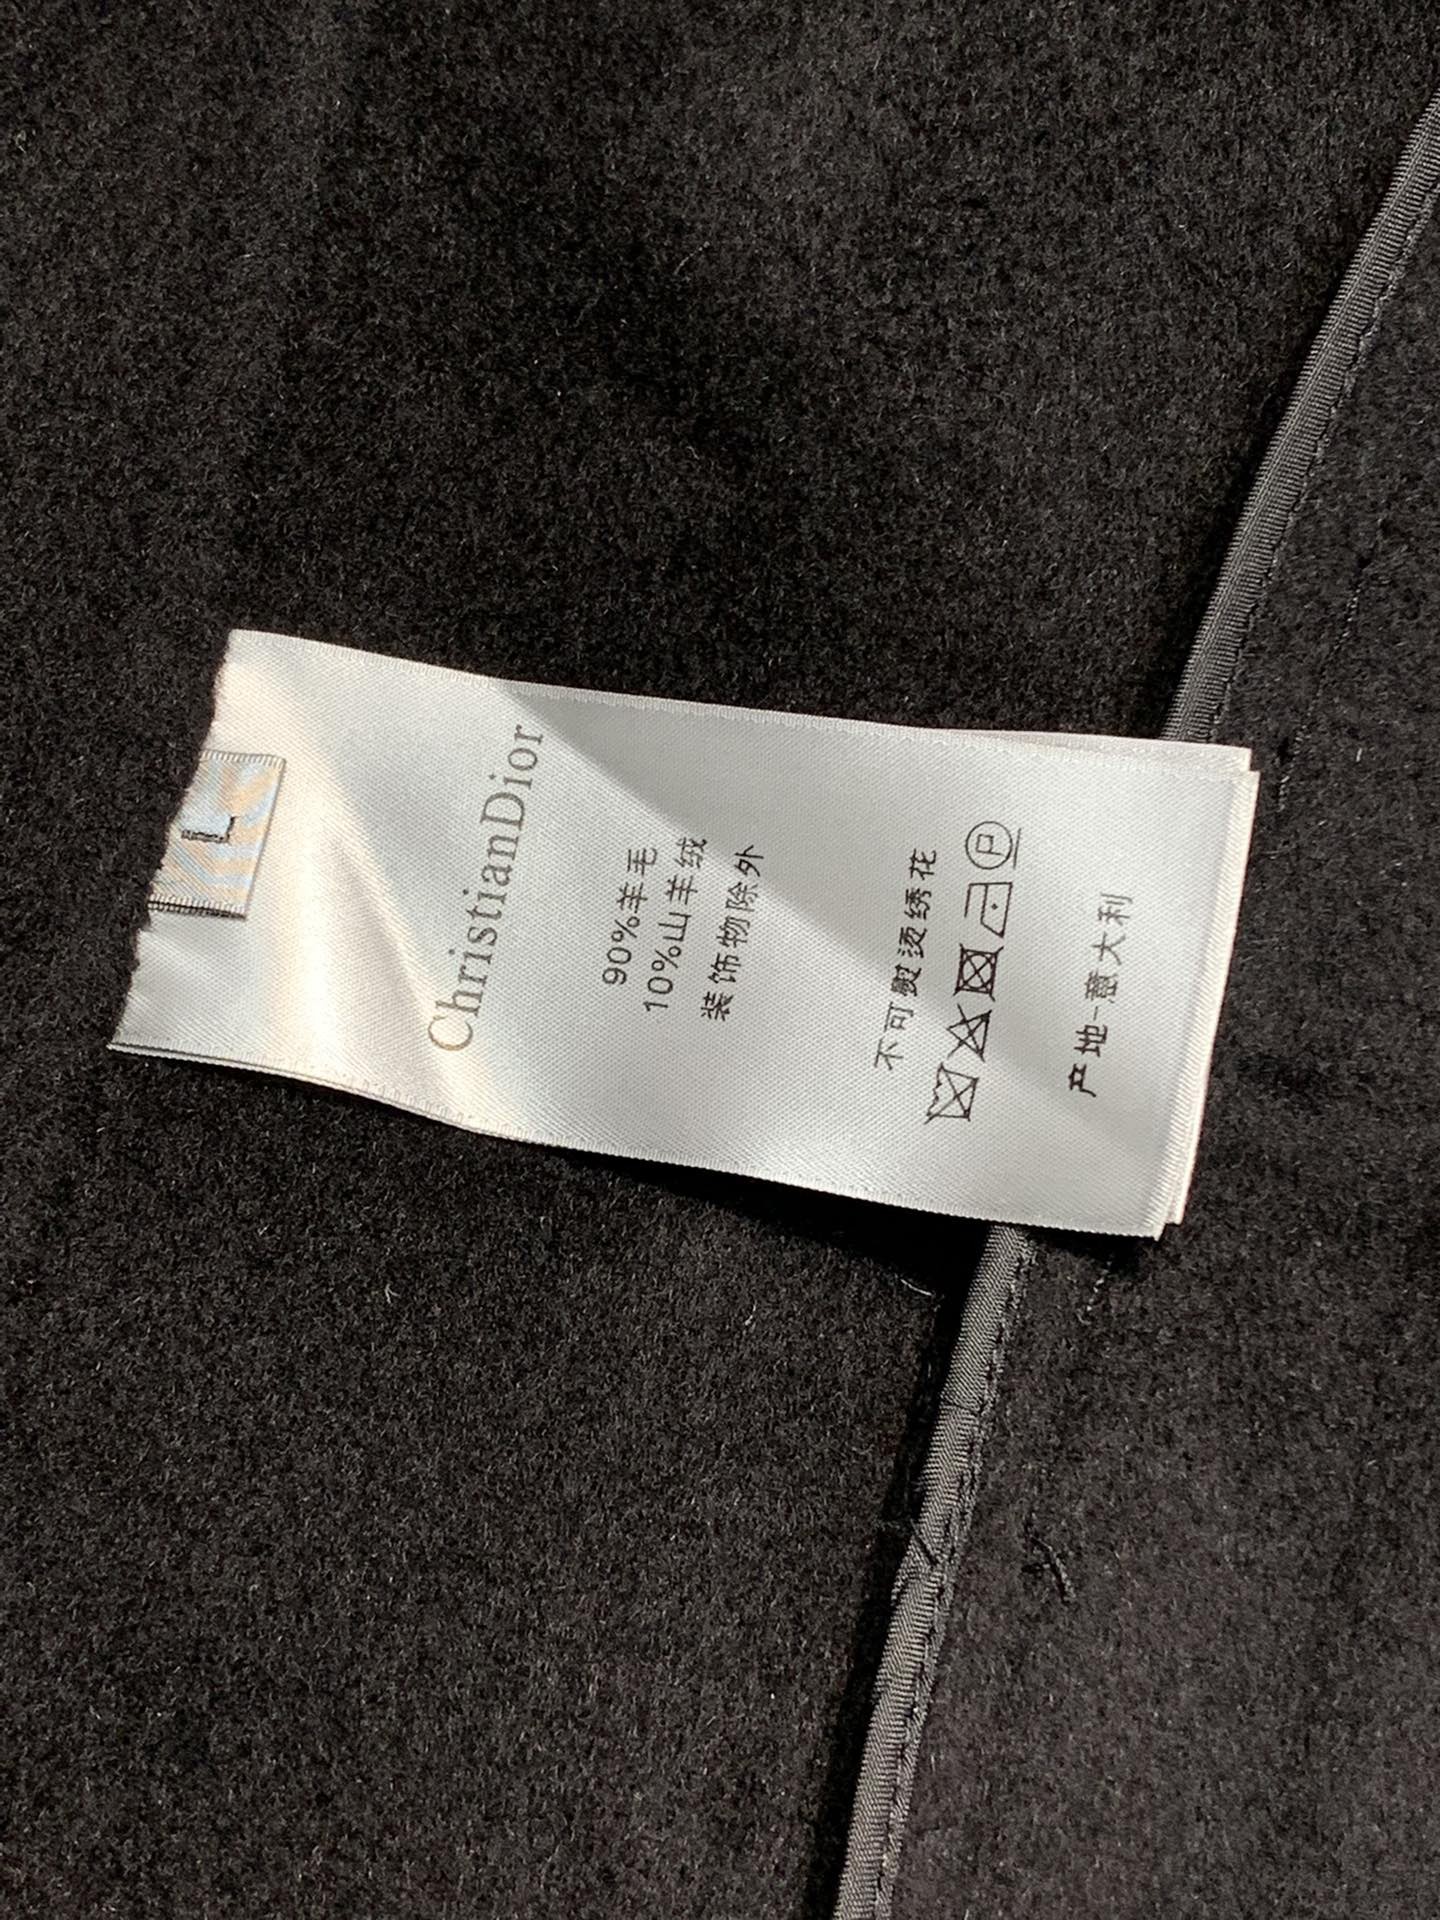 L
ChristianDior
90%羊毛
10%山羊绒
装饰物除外
不可熨烫绣花
P
产地-意大利